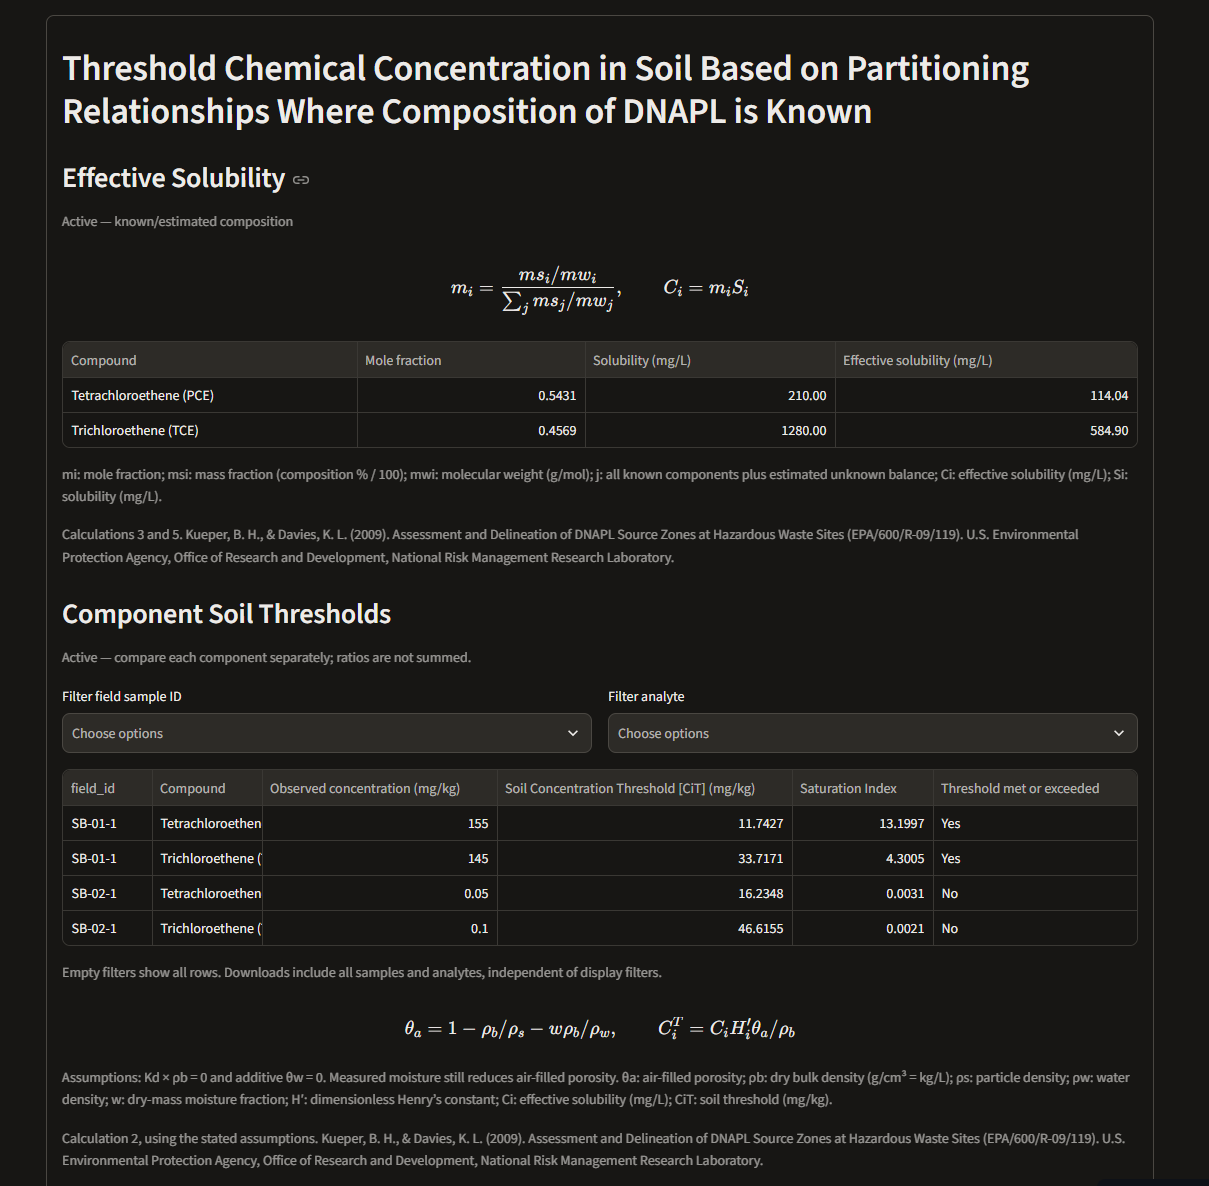 Threshold Chemical Concentration in Soil Based on Partitioning
Relationships Where Composition of DNAPL is Known
Effective Solubility
Active — known/estimated composition
m_i = (ms_i/mw_i) / (∑_j ms_j/mw_j),   C_i = m_i S_i
Compound Mole fraction Solubility (mg/L) Effective solubility (mg/L)
Tetrachloroethene (PCE) 0.5431 210.00 114.04
Trichloroethene (TCE) 0.4569 1280.00 584.90
mi: mole fraction; msi: mass fraction (composition % / 100); mwi: molecular weight (g/mol); j: all known components plus estimated unknown balance; Ci: effective solubility (mg/L); Si:
solubility (mg/L).
Calculations 3 and 5. Kueper, B. H., & Davies, K. L. (2009). Assessment and Delineation of DNAPL Source Zones at Hazardous Waste Sites (EPA/600/R-09/119). U.S. Environmental
Protection Agency, Office of Research and Development, National Risk Management Research Laboratory.
Component Soil Thresholds
Active — compare each component separately; ratios are not summed.
Filter field sample ID Filter analyte
Choose options Choose options
field_id Compound Observed concentration (mg/kg) Soil Concentration Threshold [CiT] (mg/kg) Saturation Index Threshold met or exceeded
SB-01-1 Tetrachloroethen 155 11.7427 13.1997 Yes
SB-01-1 Trichloroethene ( 145 33.7171 4.3005 Yes
SB-02-1 Tetrachloroethen 0.05 16.2348 0.0031 No
SB-02-1 Trichloroethene ( 0.1 46.6155 0.0021 No
Empty filters show all rows. Downloads include all samples and analytes, independent of display filters.
θ_a = 1 − ρ_b/ρ_s − wρ_b/ρ_w,   C_i^T = C_i H′_i θ_a/ρ_b
Assumptions: Kd × ρb = 0 and additive θw = 0. Measured moisture still reduces air-filled porosity. θa: air-filled porosity; ρb: dry bulk density (g/cm³ = kg/L); ρs: particle density; ρw: water
density; w: dry-mass moisture fraction; H′: dimensionless Henry’s constant; Ci: effective solubility (mg/L); CiT: soil threshold (mg/kg).
Calculation 2, using the stated assumptions. Kueper, B. H., & Davies, K. L. (2009). Assessment and Delineation of DNAPL Source Zones at Hazardous Waste Sites (EPA/600/R-09/119). U.S.
Environmental Protection Agency, Office of Research and Development, National Risk Management Research Laboratory.